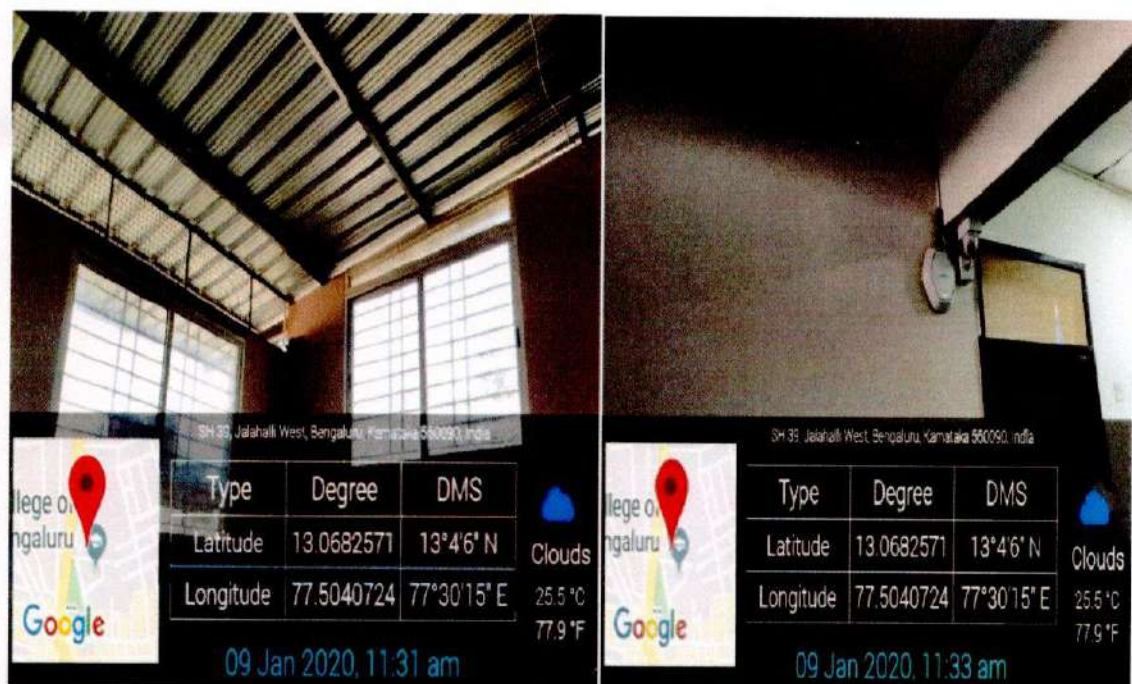 SH 39, Jalahalli West, Bengaluru, Karnataka 560090, India
llege of
ngaluru
Google
Type Degree DMS
Latitude 13.0682571 13°4'6" N
Longitude 77.5040724 77°30'15" E
Clouds
25.5 °C
77.9 °F
09 Jan 2020, 11:31 am
SH 39, Jalahalli West, Bengaluru, Karnataka 560090, India
llege of
ngaluru
Google
Type Degree DMS
Latitude 13.0682571 13°4'6" N
Longitude 77.5040724 77°30'15" E
Clouds
25.5 °C
77.9 °F
09 Jan 2020, 11:33 am